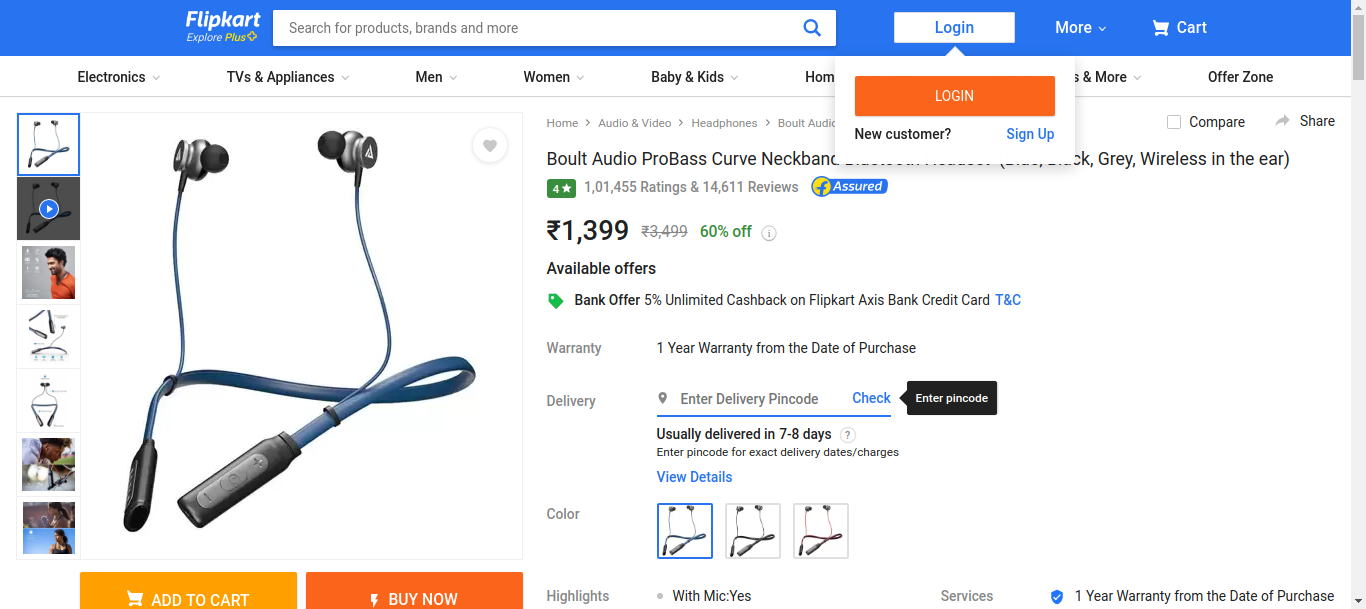 Flipkart
Explore Plus
Search for products, brands and more
Login
More
Cart
Electronics
TVs & Appliances
Men
Women
Baby & Kids
& More
Offer Zone
LOGIN
New customer?
Sign Up
Home > Audio & Video > Headphones > Boult Audio
Compare
Share
Boult Audio ProBass Curve Neckband Bluetooth Headset (Blue, Black, Grey, Wireless in the ear)
4★
1,01,455 Ratings & 14,611 Reviews
f Assured
₹1,399
₹3,499
60% off
i
Available offers
Bank Offer 5% Unlimited Cashback on Flipkart Axis Bank Credit Card T&C
Warranty
1 Year Warranty from the Date of Purchase
Delivery
Enter Delivery Pincode
Check
Enter pincode
Usually delivered in 7-8 days ?
Enter pincode for exact delivery dates/charges
View Details
Color
ADD TO CART
BUY NOW
Highlights
With Mic:Yes
Services
1 Year Warranty from the Date of Purchase